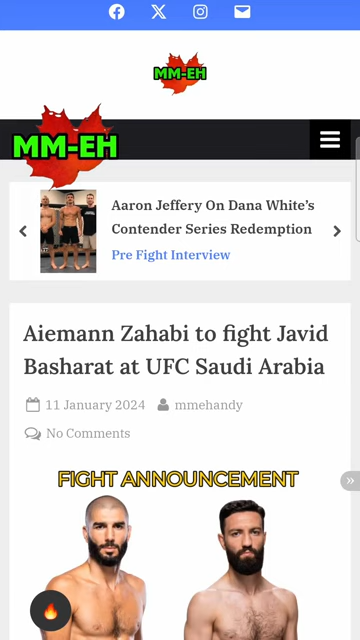 MM-EH
MM-EH
Aaron Jeffery On Dana White's
Contender Series Redemption
Pre Fight Interview
Aiemann Zahabi to fight Javid
Basharat at UFC Saudi Arabia
11 January 2024 mmehandy
No Comments
FIGHT ANNOUNCEMENT